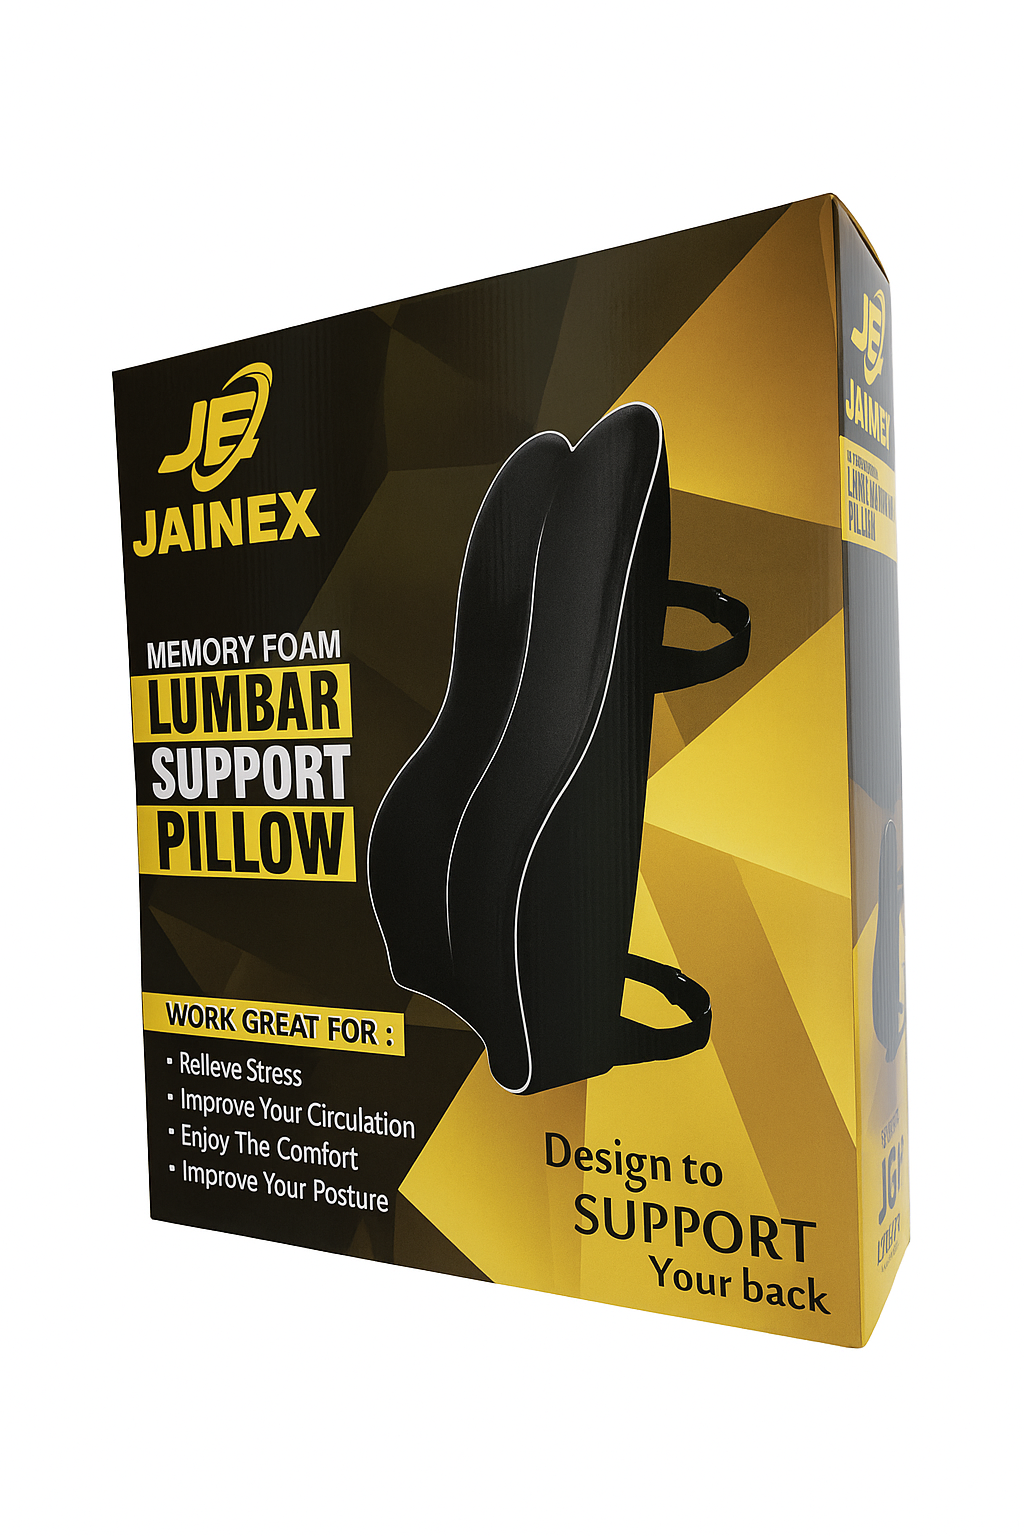 JE
JAINEX
MEMORY FOAM
LUMBAR
SUPPORT
PILLOW
WORK GREAT FOR :
· Relleve Stress
· Improve Your Circulation
· Enjoy The Comfort
· Improve Your Posture
Design to
SUPPORT
Your back
JE
JAIMEX